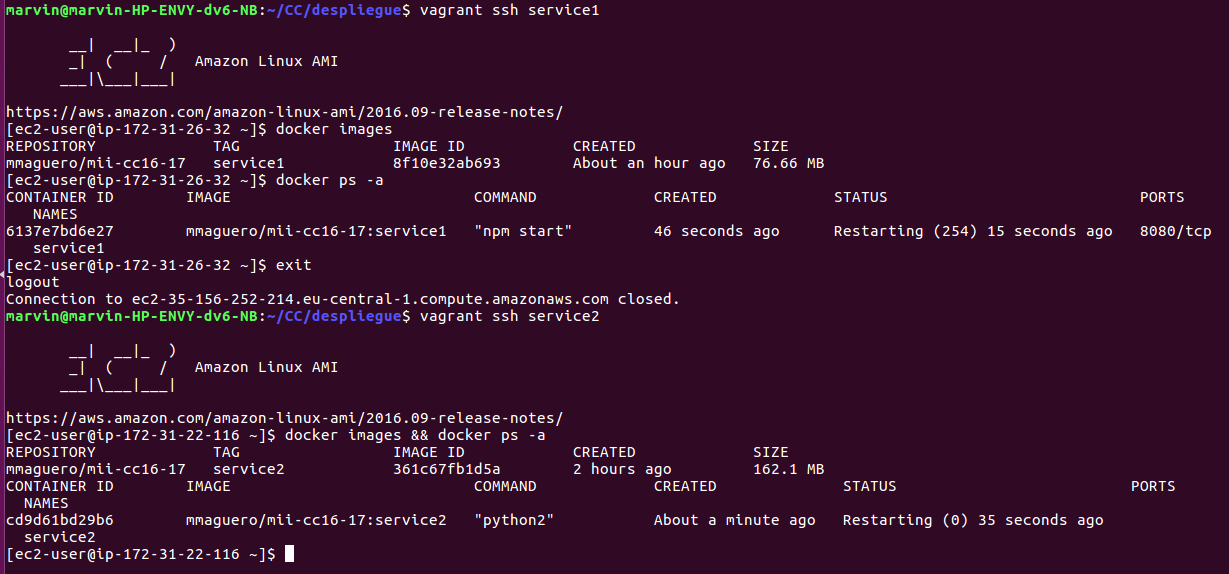 marvin@marvin-HP-ENVY-dv6-NB:~/CC/despliegue$ vagrant ssh service1
       __|  __|_  )
       _|  (     /   Amazon Linux AMI
      ___|\___|___|
https://aws.amazon.com/amazon-linux-ami/2016.09-release-notes/
[ec2-user@ip-172-31-26-32 ~]$ docker images
REPOSITORY             TAG                 IMAGE ID            CREATED             SIZE
mmaguero/mii-cc16-17   service1            8f10e32ab693        About an hour ago   76.66 MB
[ec2-user@ip-172-31-26-32 ~]$ docker ps -a
CONTAINER ID        IMAGE                           COMMAND             CREATED             STATUS                            PORTS
   NAMES
6137e7bd6e27        mmaguero/mii-cc16-17:service1   "npm start"         46 seconds ago      Restarting (254) 15 seconds ago   8080/tcp
   service1
[ec2-user@ip-172-31-26-32 ~]$ exit
logout
Connection to ec2-35-156-252-214.eu-central-1.compute.amazonaws.com closed.
marvin@marvin-HP-ENVY-dv6-NB:~/CC/despliegue$ vagrant ssh service2
       __|  __|_  )
       _|  (     /   Amazon Linux AMI
      ___|\___|___|
https://aws.amazon.com/amazon-linux-ami/2016.09-release-notes/
[ec2-user@ip-172-31-22-116 ~]$ docker images && docker ps -a
REPOSITORY             TAG                 IMAGE ID            CREATED             SIZE
mmaguero/mii-cc16-17   service2            361c67fb1d5a        2 hours ago         162.1 MB
CONTAINER ID        IMAGE                           COMMAND             CREATED              STATUS                          PORTS
  NAMES
cd9d61bd29b6        mmaguero/mii-cc16-17:service2   "python2"           About a minute ago   Restarting (0) 35 seconds ago
  service2
[ec2-user@ip-172-31-22-116 ~]$